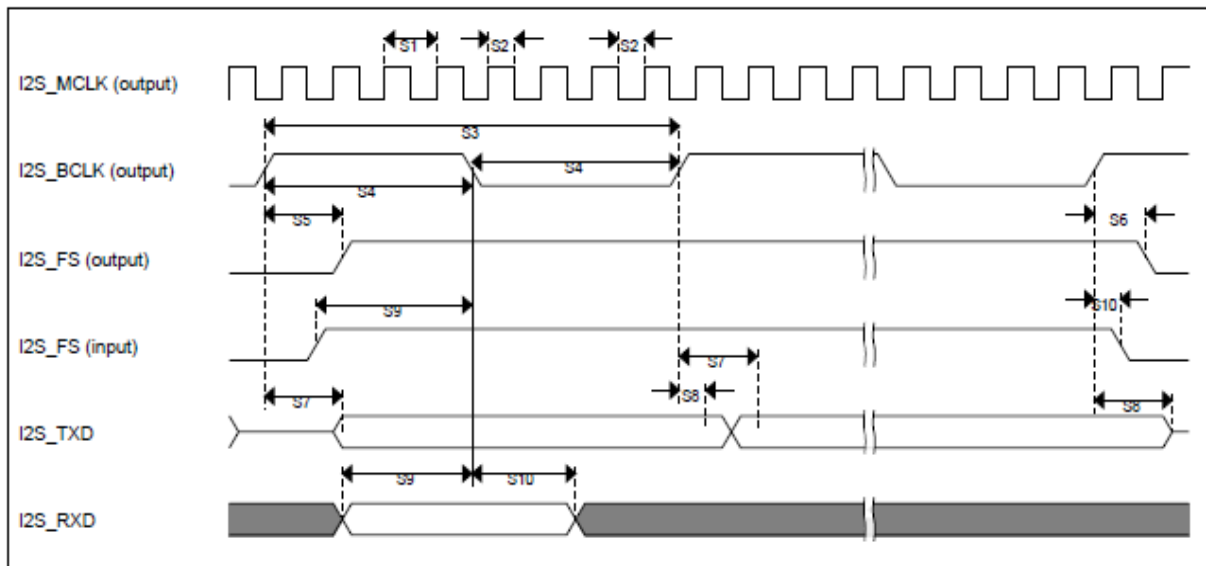 S1 S2 S2
I2S_MCLK (output)
S3
I2S_BCLK (output)
S4
S4
S5 S6
I2S_FS (output)
S9 S10
I2S_FS (input)
S7
S8
S7 S8
I2S_TXD
S9 S10
I2S_RXD